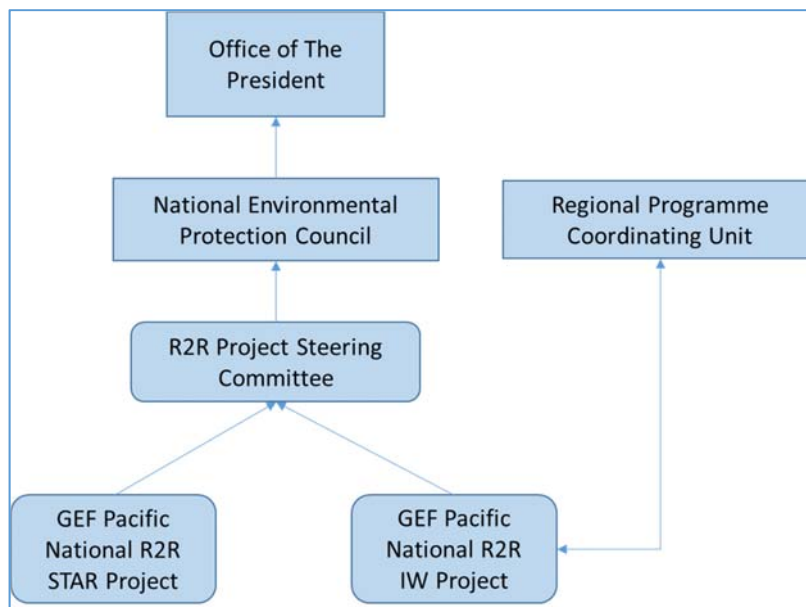 Office of The
President
National Environmental
Protection Council
Regional Programme
Coordinating Unit
R2R Project Steering
Committee
GEF Pacific
National R2R
STAR Project
GEF Pacific
National R2R
IW Project